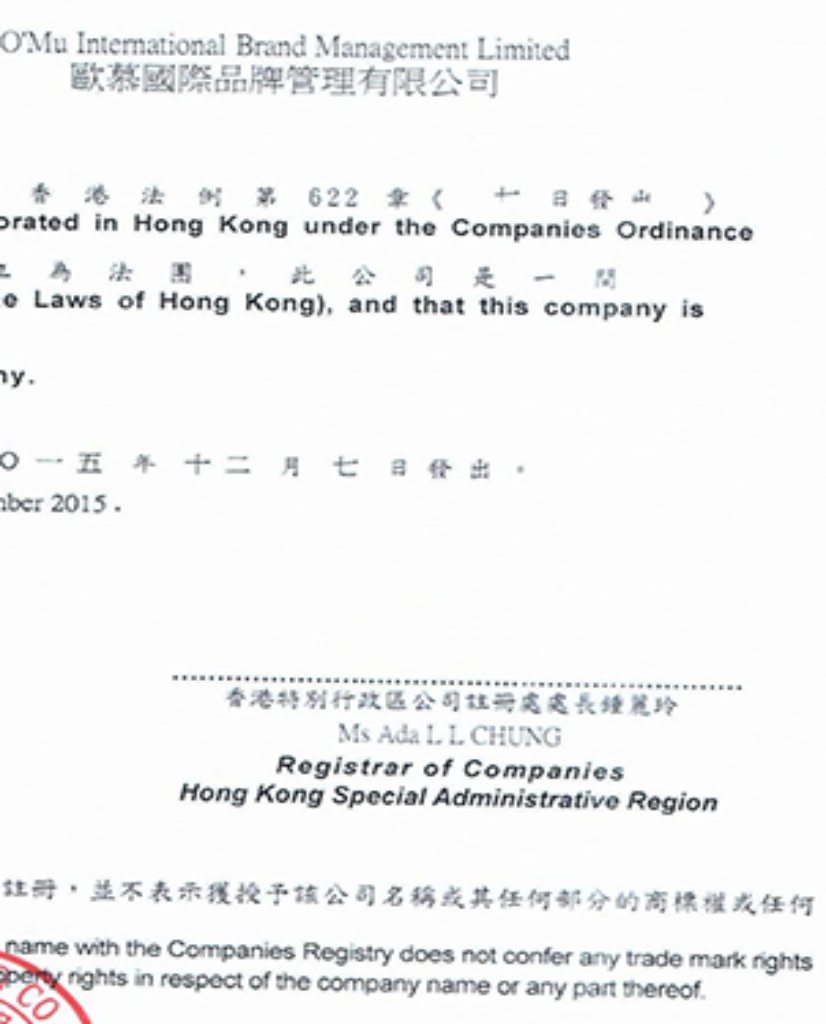 O'Mu International Brand Management Limited
歐慕國際品牌管理有限公司
香港法例第622章《 十日發山 》
orated in Hong Kong under the Companies Ordinance
為法團，此公司是一間
e Laws of Hong Kong), and that this company is
ny.
〇一五年十二月七日發出。
nber 2015 .
香港特別行政區公司註冊處處長鍾麗玲
Ms Ada L L CHUNG
Registrar of Companies
Hong Kong Special Administrative Region
註冊，並不表示獲授予該公司名稱或其任何部分的商標權或任何
name with the Companies Registry does not confer any trade mark rights
operty rights in respect of the company name or any part thereof.
CO